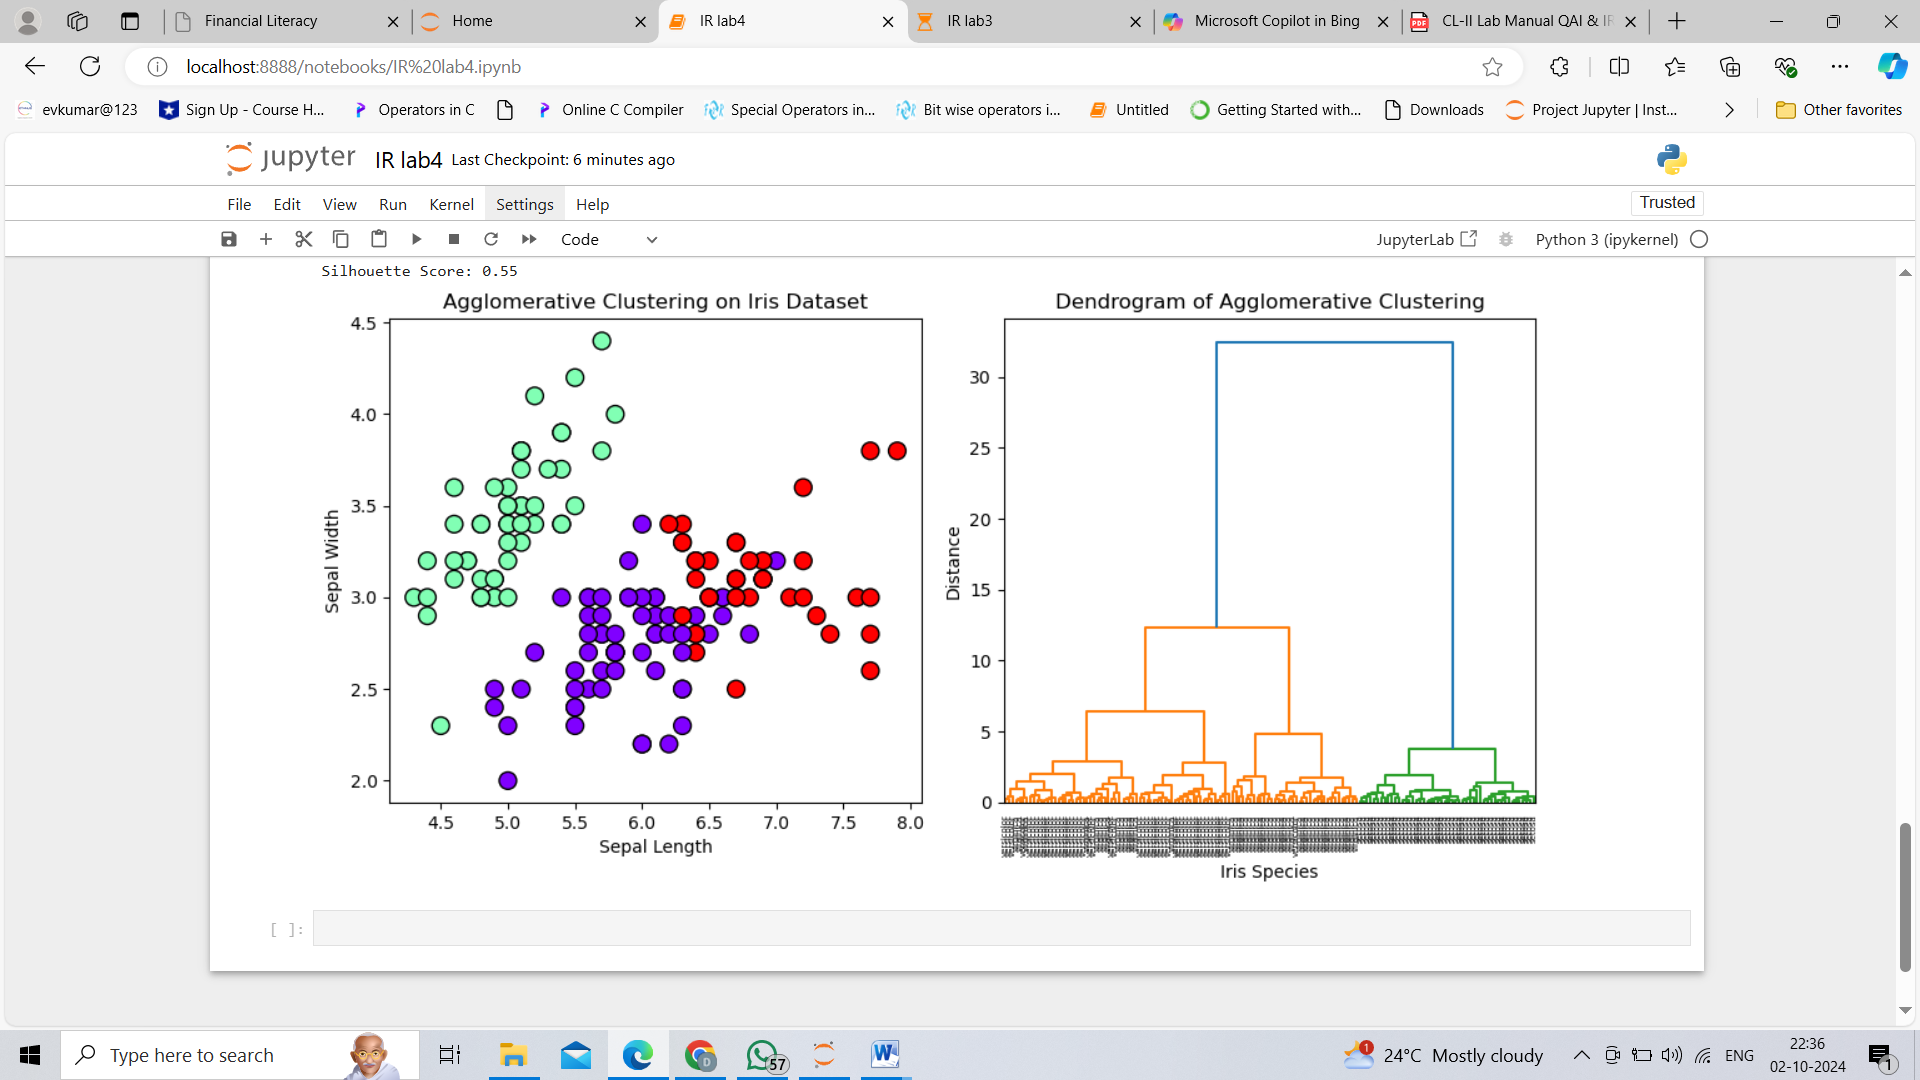 Financial Literacy
Home
IR lab4
IR lab3
Microsoft Copilot in Bing
CL-II Lab Manual QAI & IR
localhost:8888/notebooks/IR%20lab4.ipynb
evkumar@123
Sign Up - Course H...
Operators in C
Online C Compiler
Special Operators in...
Bit wise operators i...
Untitled
Getting Started with...
Downloads
Project Jupyter | Inst...
Other favorites
jupyter IR lab4 Last Checkpoint: 6 minutes ago
File Edit View Run Kernel Settings Help
Trusted
Code
JupyterLab
Python 3 (ipykernel)
Silhouette Score: 0.55
Agglomerative Clustering on Iris Dataset
4.5
4.0
3.5
3.0
2.5
2.0
Sepal Width
4.5 5.0 5.5 6.0 6.5 7.0 7.5 8.0
Sepal Length
Dendrogram of Agglomerative Clustering
30
25
20
15
10
5
0
Distance
Iris Species
[ ]:
Type here to search
57
1
24°C Mostly cloudy
ENG
22:36
02-10-2024
1